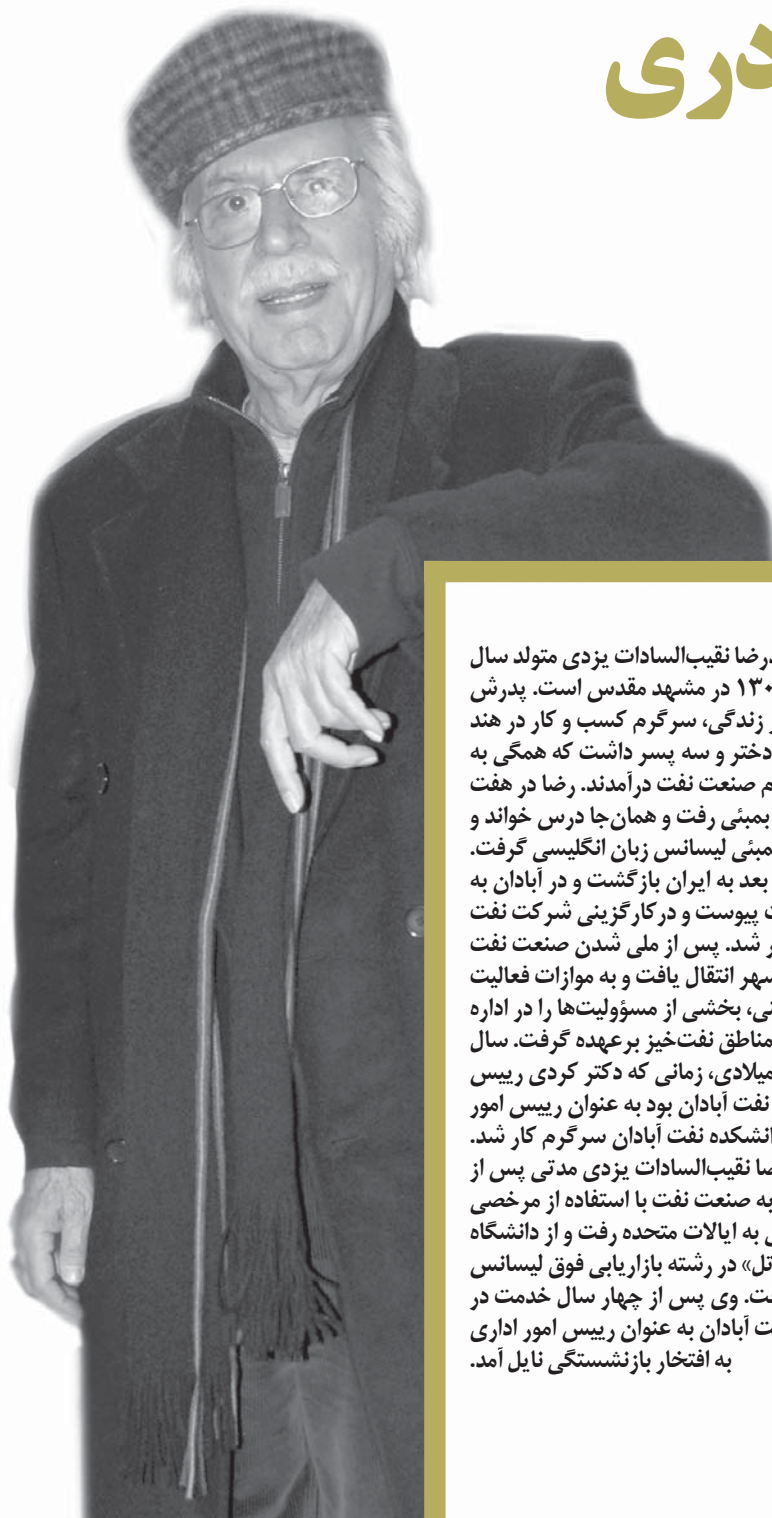 دری
درضا نقیب‌السادات یزدی متولد سال
۱۳۰ در مشهد مقدس است. پدرش
ر زندگی، سرگرم کسب و کار در هند
دختر و سه پسر داشت که همگی به
م صنعت نفت درآمدند. رضا در هفت
بمبئی رفت و همان‌جا درس خواند و
مبئی لیسانس زبان انگلیسی گرفت.
بعد به ایران بازگشت و در آبادان به
ت پیوست و درکارگزینی شرکت نفت
ر شد. پس از ملی شدن صنعت نفت
سهر انتقال یافت و به موازات فعالیت
نی، بخشی از مسؤولیت‌ها را در اداره
مناطق نفت‌خیز برعهده گرفت. سال
میلادی، زمانی که دکتر کردی رییس
نفت آبادان بود به عنوان رییس امور
انشکده نفت آبادان سرگرم کار شد.
ضا نقیب‌السادات یزدی مدتی پس از
به صنعت نفت با استفاده از مرخصی
ی به ایالات متحده رفت و از دانشگاه
اتل» در رشته بازاریابی فوق لیسانس
فت. وی پس از چهار سال خدمت در
ت آبادان به عنوان رییس امور اداری
به افتخار بازنشستگی نایل آمد.